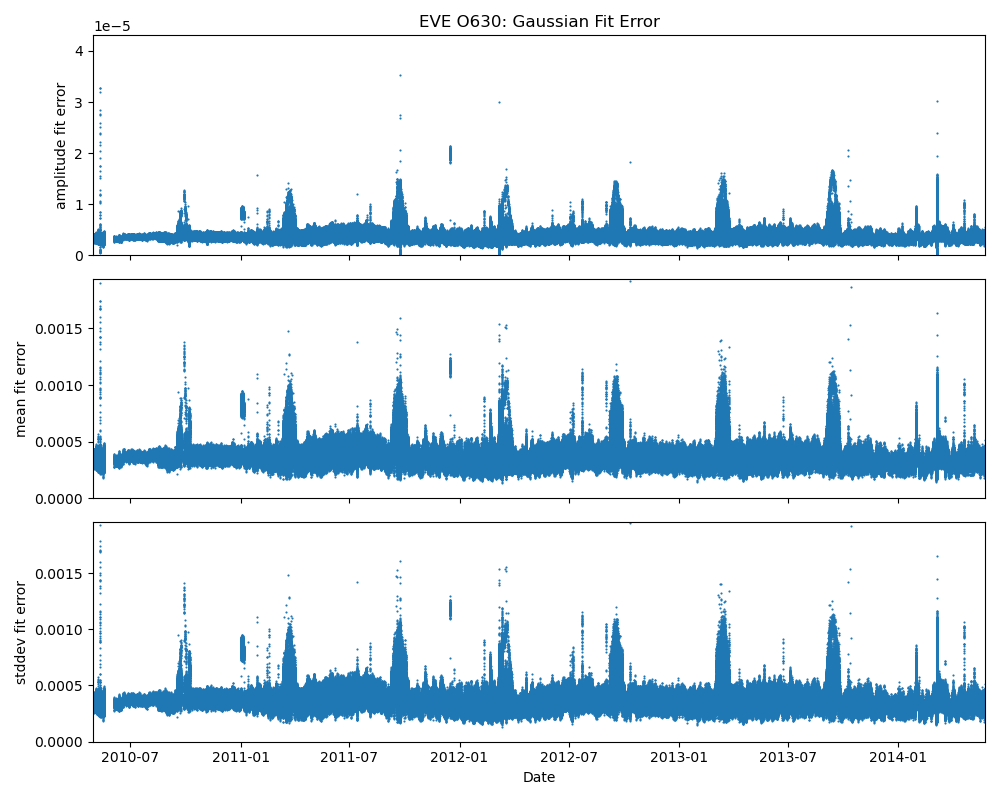 EVE O630: Gaussian Fit Error
1e−5
4
3
2
1
0
amplitude fit error
0.0015
0.0010
0.0005
0.0000
mean fit error
0.0015
0.0010
0.0005
0.0000
stddev fit error
2010-07 2011-01 2011-07 2012-01 2012-07 2013-01 2013-07 2014-01
Date